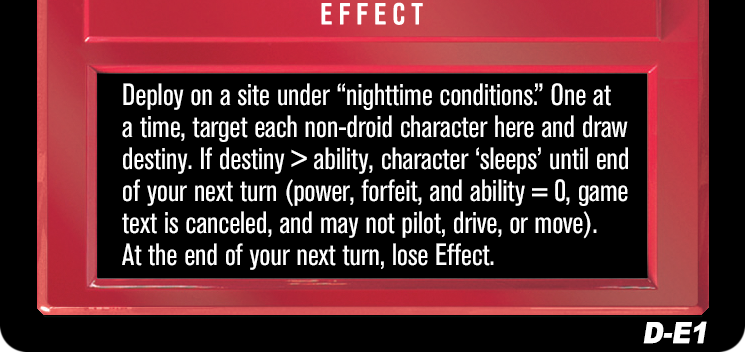 EFFECT
Deploy on a site under “nighttime conditions.” One at
a time, target each non-droid character here and draw
destiny. If destiny > ability, character ‘sleeps’ until end
of your next turn (power, forfeit, and ability = 0, game
text is canceled, and may not pilot, drive, or move).
At the end of your next turn, lose Effect.
D-E1